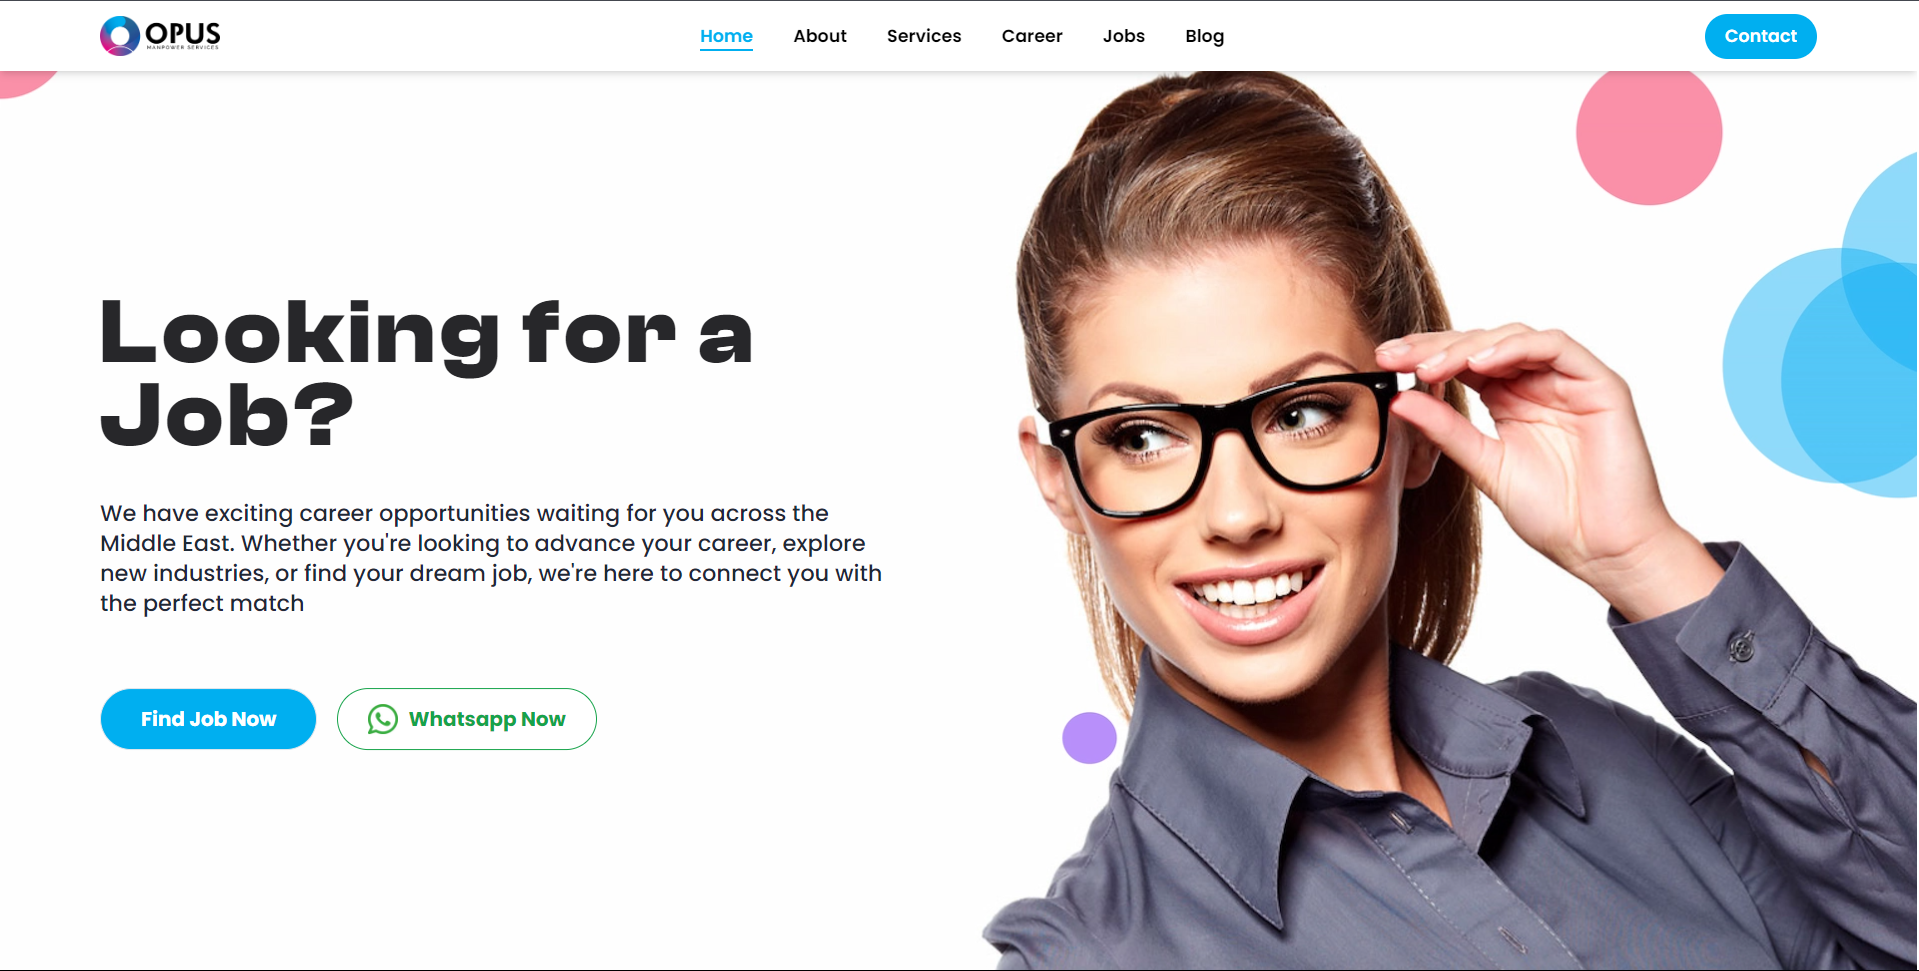 OPUS
MANPOWER SERVICES
Home
About
Services
Career
Jobs
Blog
Contact
Looking for a
Job?
We have exciting career opportunities waiting for you across the
Middle East. Whether you're looking to advance your career, explore
new industries, or find your dream job, we're here to connect you with
the perfect match
Find Job Now
Whatsapp Now